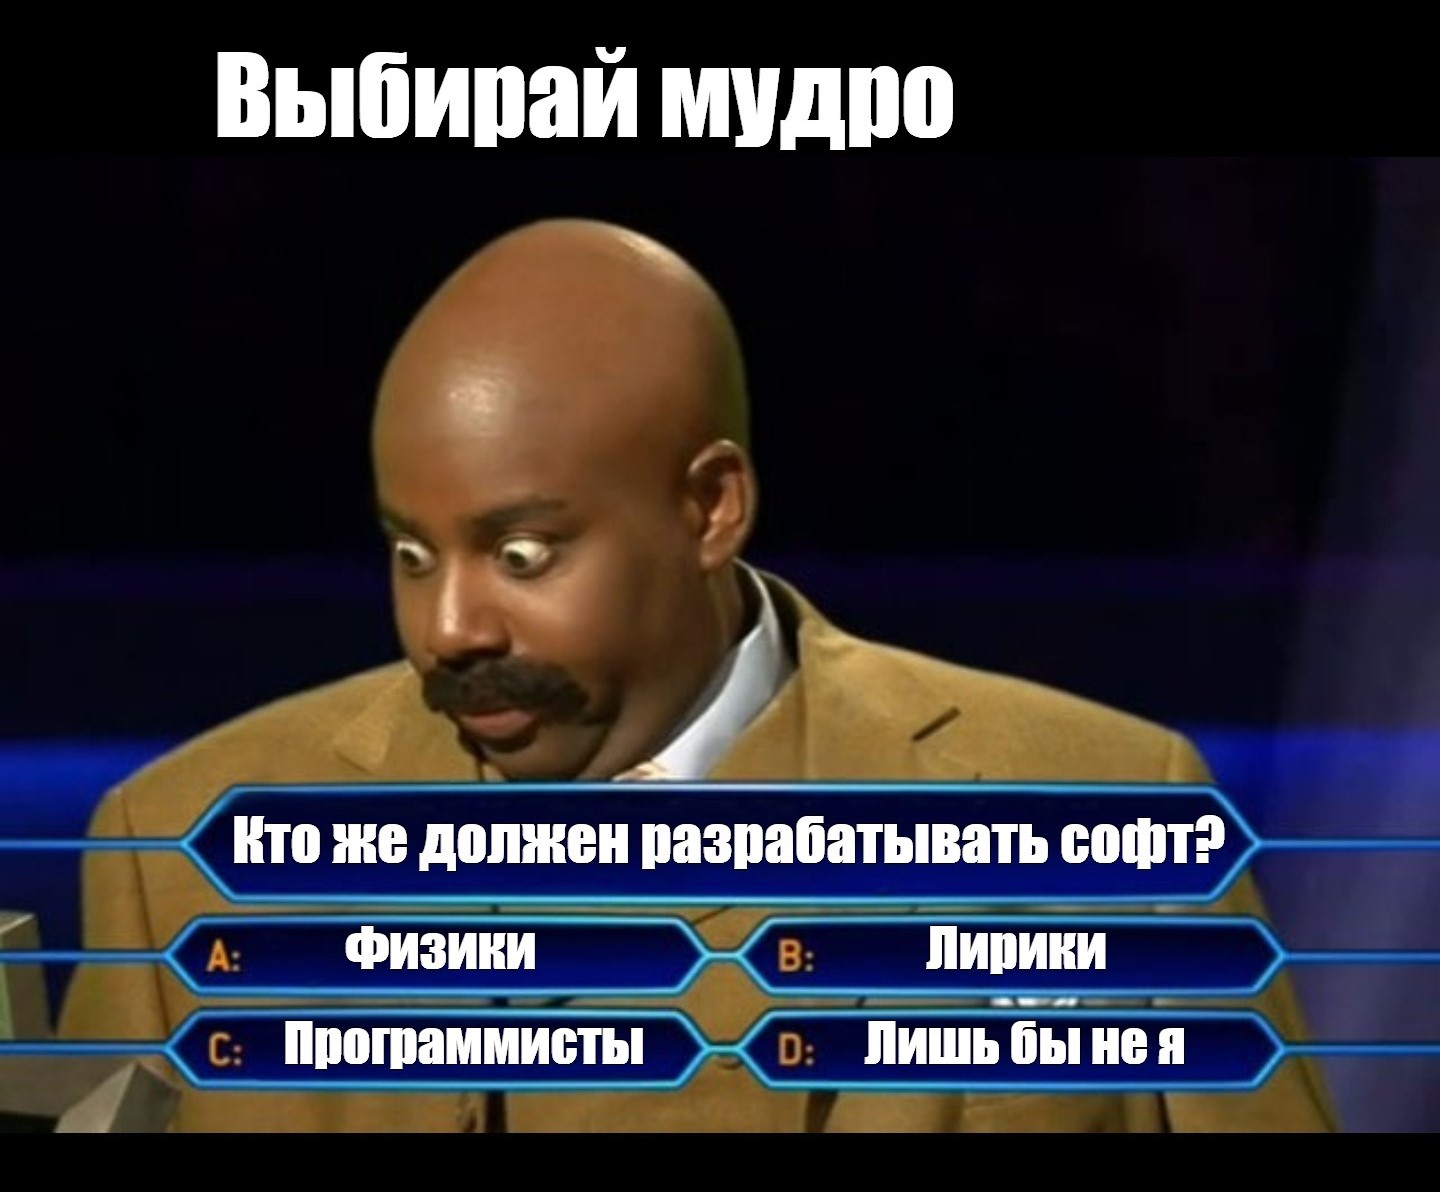 Выбирай мудро
Кто же должен разрабатывать софт?
A: Физики
B: Лирики
C: Программисты
D: Лишь бы не я